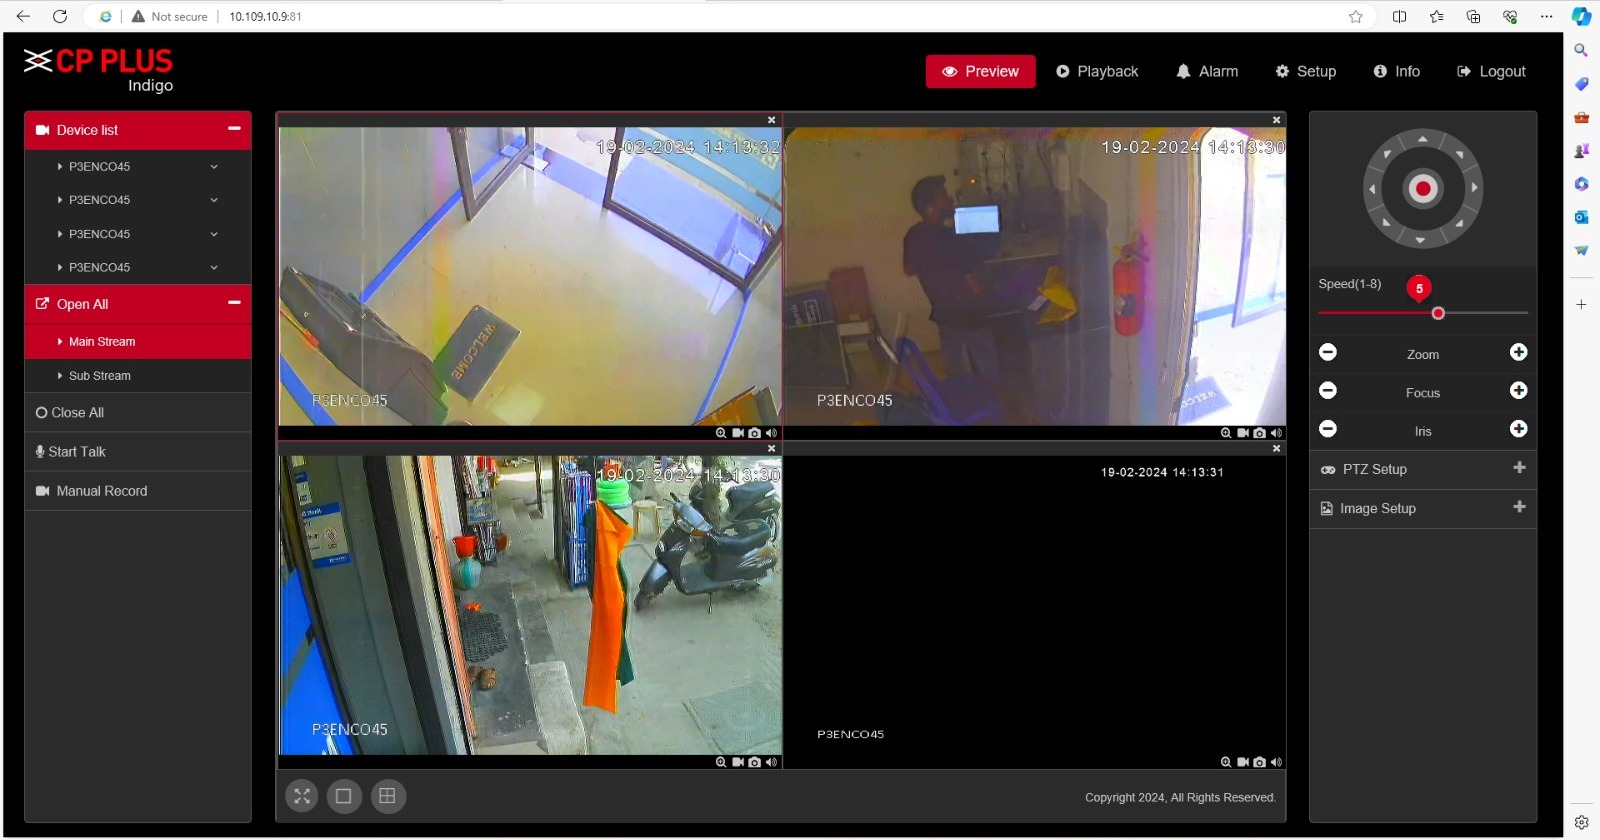 Not secure
10.109.10.9:81
CP PLUS
Indigo
Preview
Playback
Alarm
Setup
Info
Logout
Device list
P3ENCO45
P3ENCO45
P3ENCO45
P3ENCO45
Open All
Main Stream
Sub Stream
Close All
Start Talk
Manual Record
19-02-2024 14:13:32
WELCOME
P3ENCO45
19-02-2024 14:13:30
P3ENCO45
19-02-2024 14:13:30
P3ENCO45
19-02-2024 14:13:31
P3ENCO45
Copyright 2024, All Rights Reserved.
Speed(1-8)
5
Zoom
Focus
Iris
PTZ Setup
Image Setup